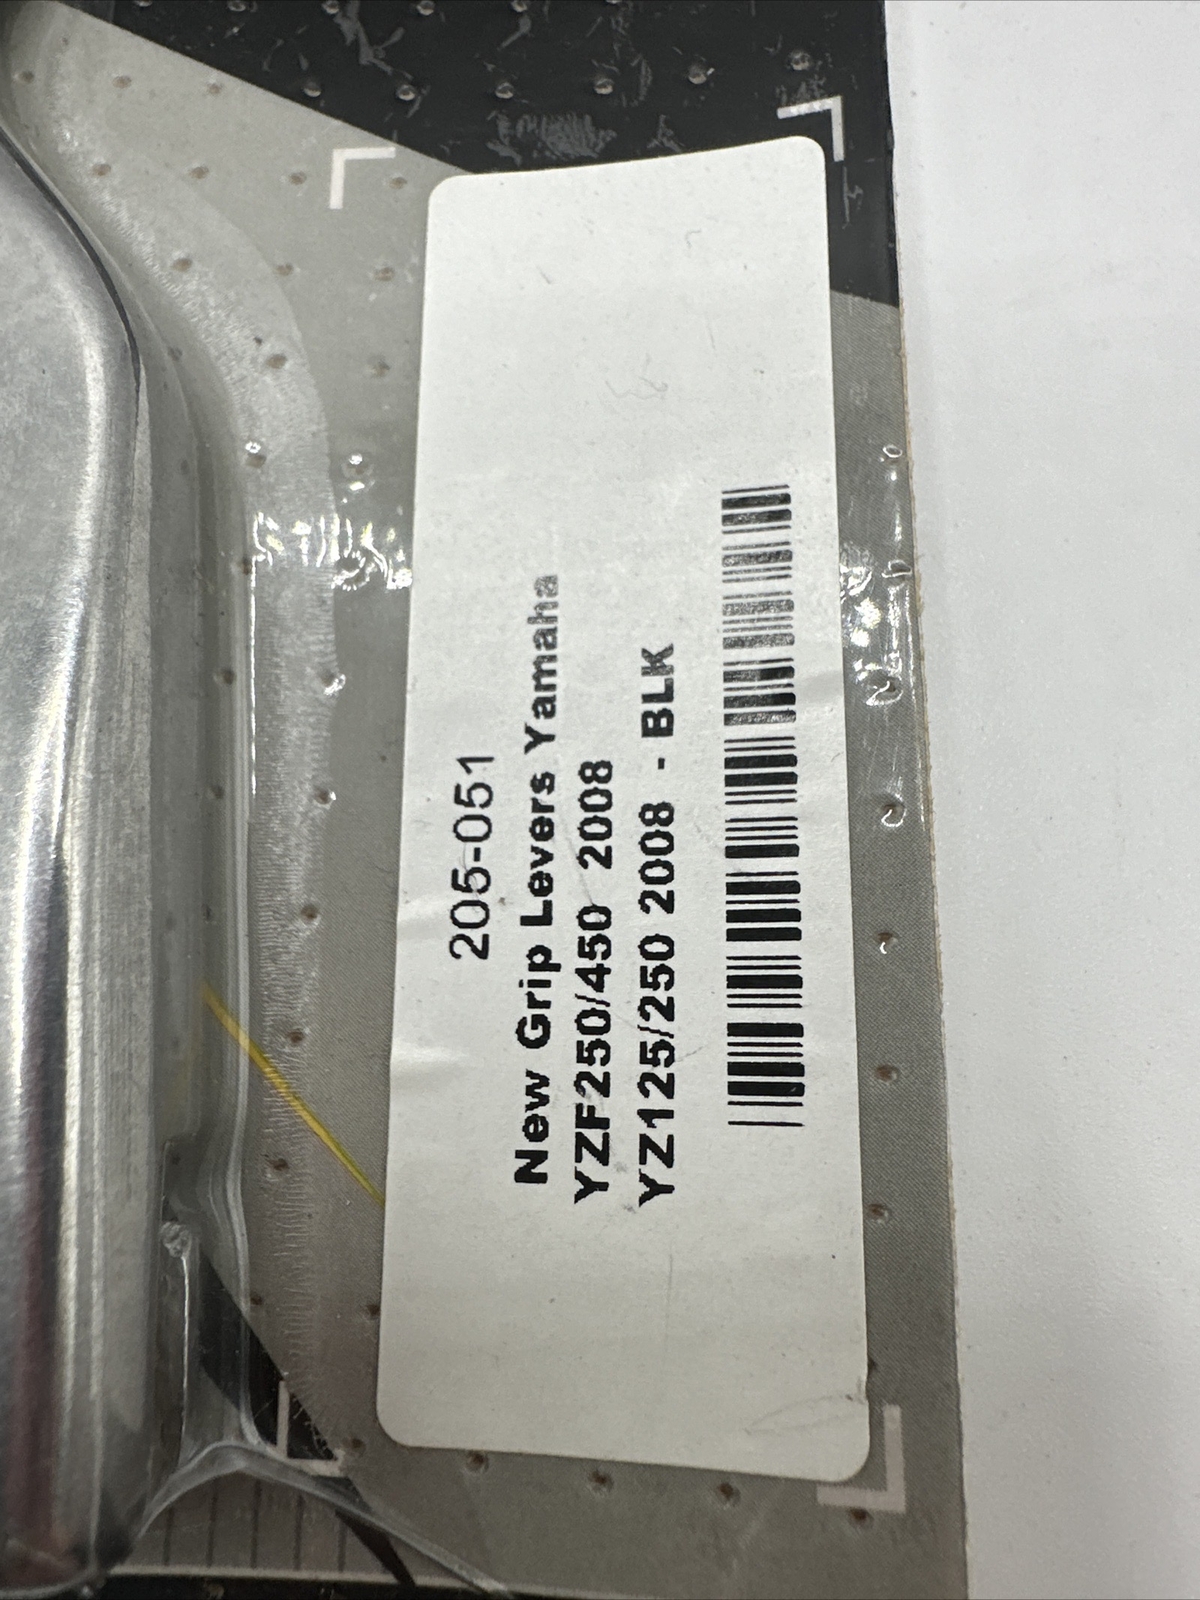 205-051
New Grip Levers Yamaha
YZF250/450 2008
YZ125/250 2008 - BLK